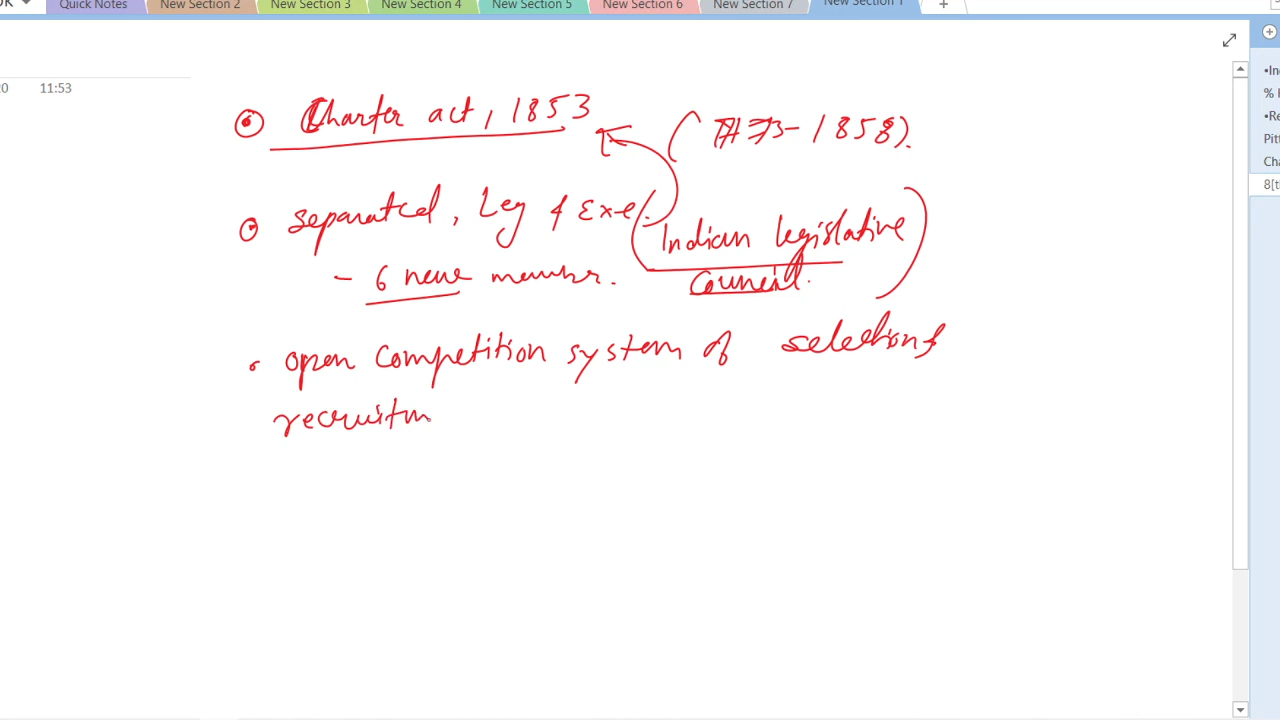 Quick Notes New Section 2 New Section 3 New Section 4 New Section 5 New Section 6 New Section 7 New Section 1 +
11:53
Charter act, 1853
(1773-1858).
separated, Leg & Exe.
(Indian legislative
Council.)
- 6 new member.
open competition system of selection &
recruitm